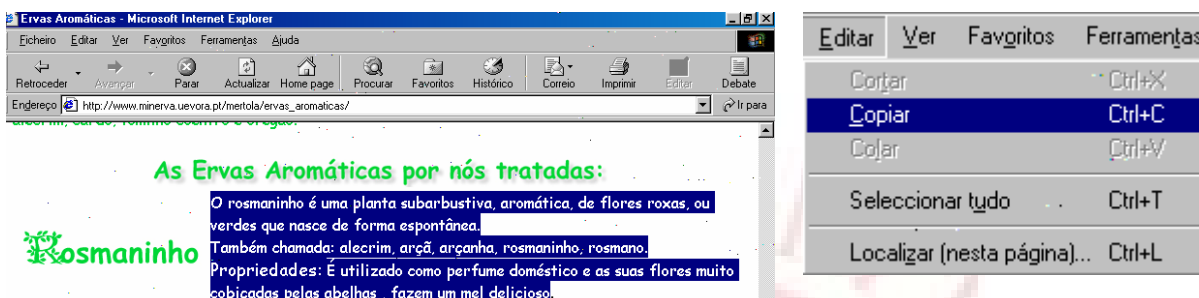 Ervas Aromáticas - Microsoft Internet Explorer
Ficheiro Editar Ver Favoritos Ferramentas Ajuda
Retroceder Avançar Parar Actualizar Home page Procurar Favoritos Histórico Correio Imprimir Editar Debate
Endereço http://www.minerva.uevora.pt/mertola/ervas_aromaticas/ Ir para
As Ervas Aromáticas por nós tratadas:
Rosmaninho
O rosmaninho é uma planta subarbustiva, aromática, de flores roxas, ou
verdes que nasce de forma espontânea.
Também chamada: alecrim, arçã, arçanha, rosmaninho, rosmano.
Propriedades: É utilizado como perfume doméstico e as suas flores muito
cobiçadas pelas abelhas , fazem um mel delicioso.
Editar Ver Favoritos Ferramentas
Cortar Ctrl+X
Copiar Ctrl+C
Colar Ctrl+V
Seleccionar tudo Ctrl+T
Localizar (nesta página)... Ctrl+L